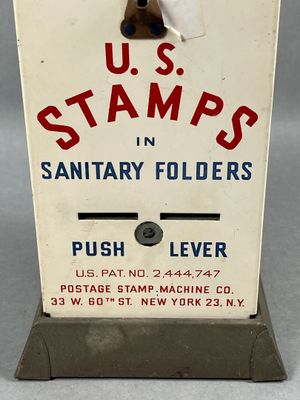 U. S.
STAMPS
IN
SANITARY FOLDERS
PUSH LEVER
U.S. PAT. NO. 2,444,747
POSTAGE STAMP MACHINE CO.
33 W. 60TH ST. NEW YORK 23, N.Y.